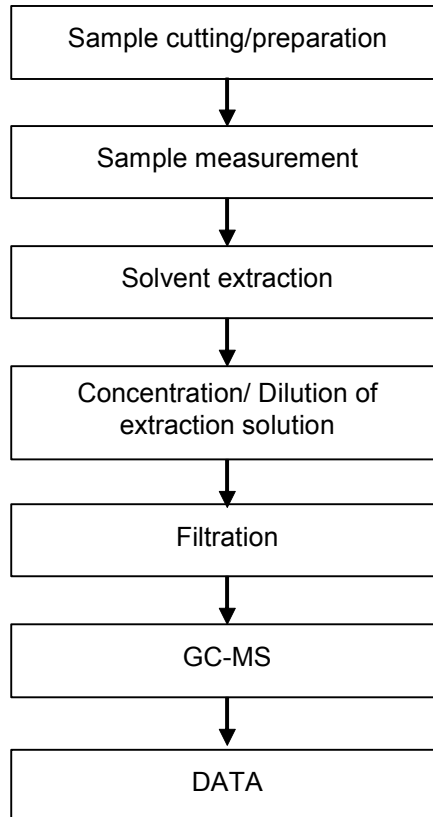 Sample cutting/preparation
Sample measurement
Solvent extraction
Concentration/ Dilution of
extraction solution
Filtration
GC-MS
DATA